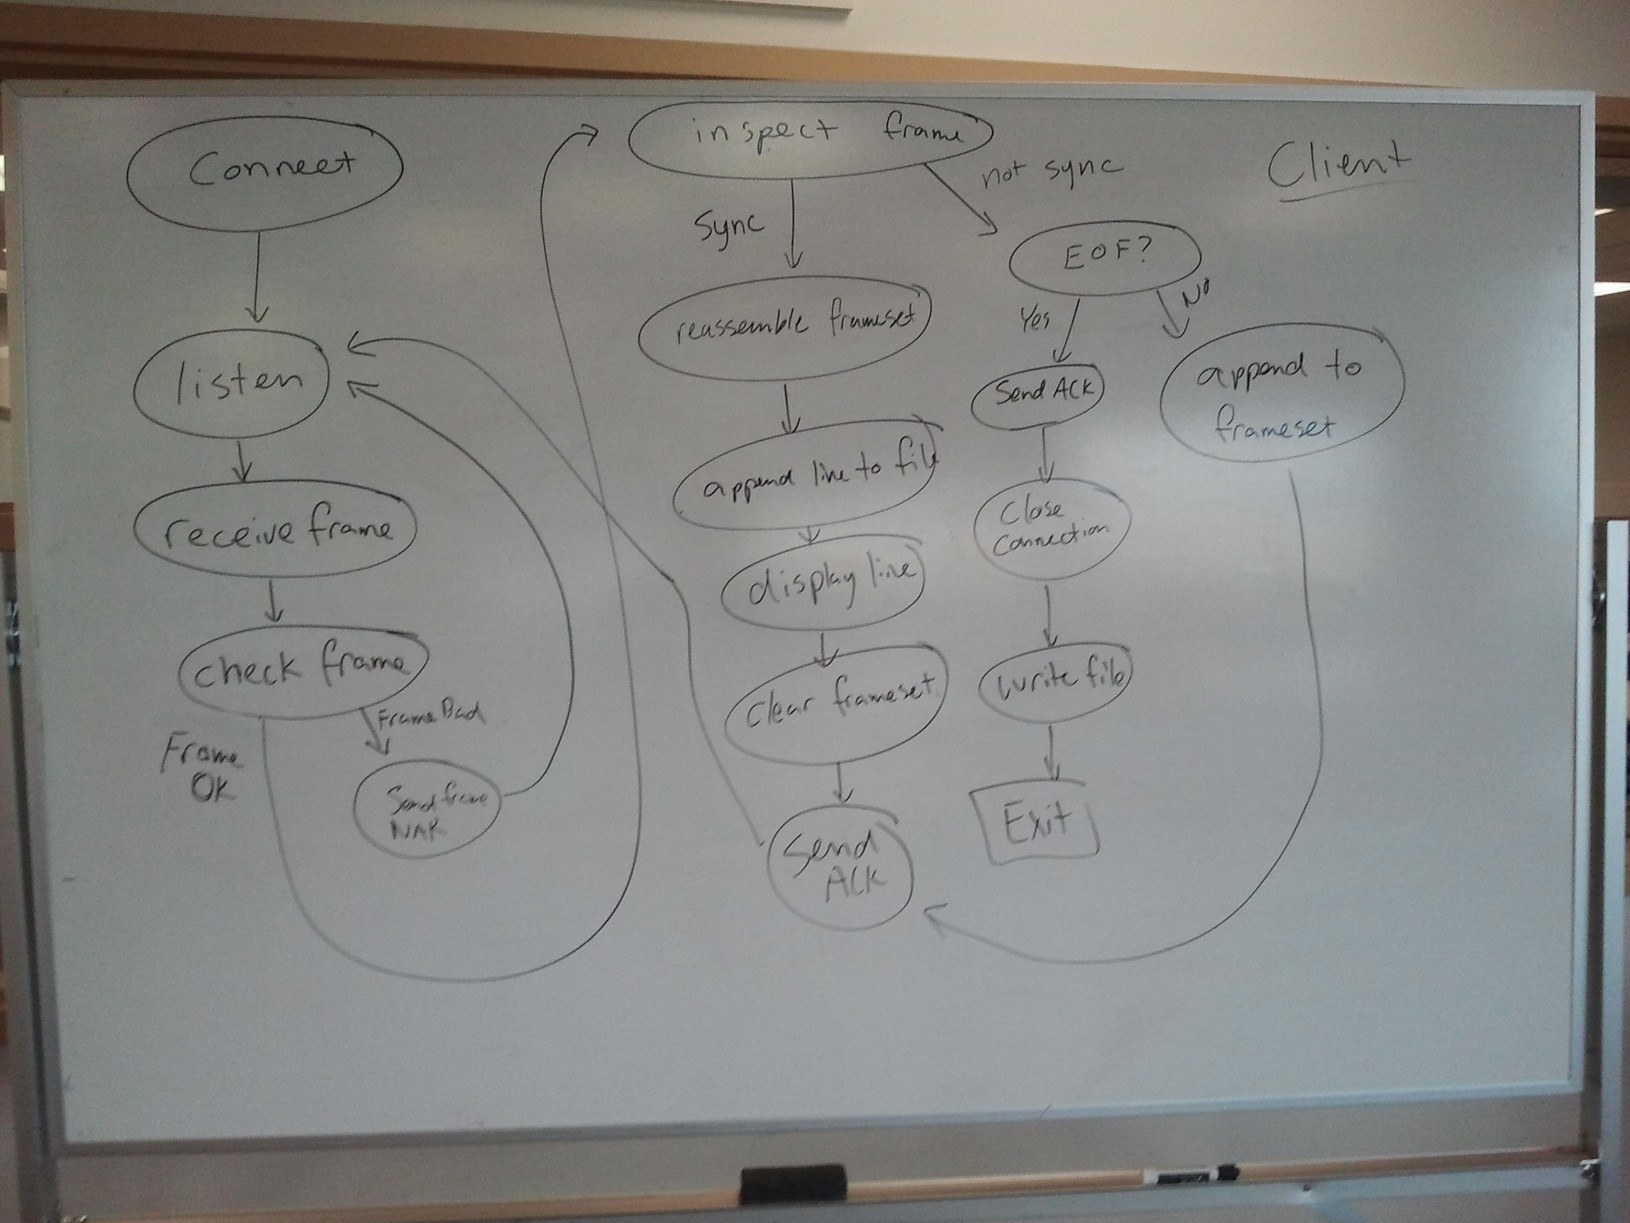 Connect
listen
receive frame
check frame
Frame Bad
Frame
OK
Send frame
NAK
inspect frame
Sync
not sync
reassemble frameset
append line to file
display line
clear frameset
Send
ACK
EOF?
Yes
No
Send ACK
Close
Connection
write file
Exit
append to
frameset
Client